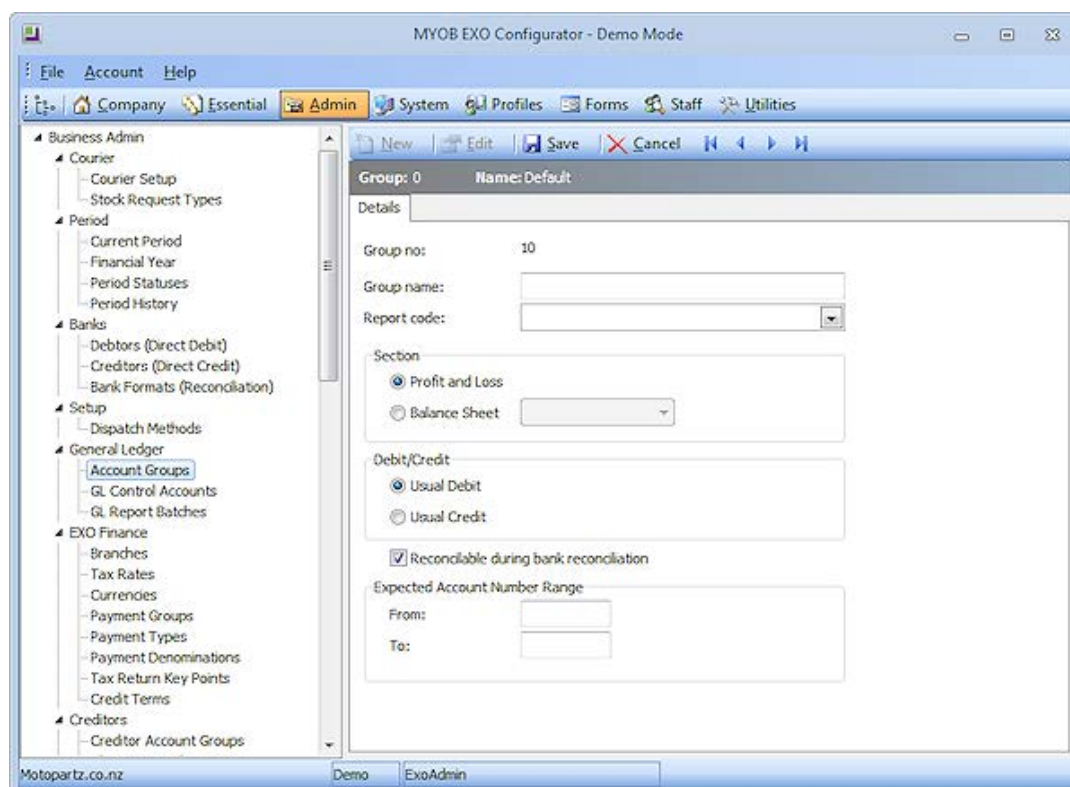 MYOB EXO Configurator - Demo Mode
File Account Help
Company Essential Admin System Profiles Forms Staff Utilities
Business Admin
Courier
Courier Setup
Stock Request Types
Period
Current Period
Financial Year
Period Statuses
Period History
Banks
Debtors (Direct Debit)
Creditors (Direct Credit)
Bank Formats (Reconciliation)
Setup
Dispatch Methods
General Ledger
Account Groups
GL Control Accounts
GL Report Batches
EXO Finance
Branches
Tax Rates
Currencies
Payment Groups
Payment Types
Payment Denominations
Tax Return Key Points
Credit Terms
Creditors
Creditor Account Groups
New Edit Save Cancel
Group: 0 Name: Default
Details
Group no: 10
Group name:
Report code:
Section
Profit and Loss
Balance Sheet
Debit/Credit
Usual Debit
Usual Credit
Reconcilable during bank reconciliation
Expected Account Number Range
From:
To:
Motopartz.co.nz Demo ExoAdmin